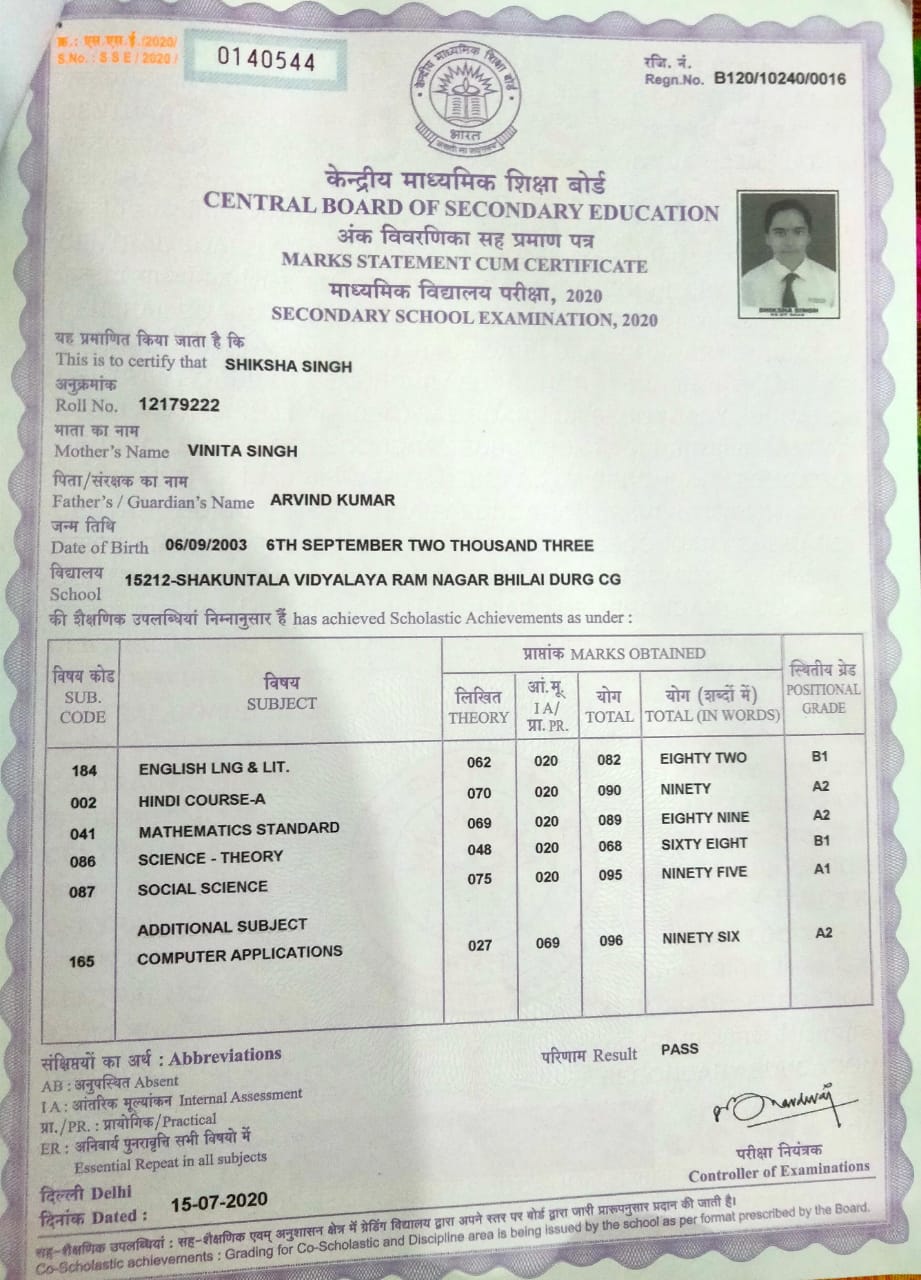 क्र.: एस.एस.ई./2020/
S.No.: S S E / 2020 /
0140544
रजि. नं.
Regn.No. B120/10240/0016
केन्द्रीय माध्यमिक शिक्षा बोर्ड
भारत
केन्द्रीय माध्यमिक शिक्षा बोर्ड
CENTRAL BOARD OF SECONDARY EDUCATION
अंक विवरणिका सह प्रमाण पत्र
MARKS STATEMENT CUM CERTIFICATE
माध्यमिक विद्यालय परीक्षा, 2020
SECONDARY SCHOOL EXAMINATION, 2020
SHIKSHA SINGH
यह प्रमाणित किया जाता है कि
This is to certify that SHIKSHA SINGH
अनुक्रमांक
Roll No. 12179222
माता का नाम
Mother's Name VINITA SINGH
पिता/संरक्षक का नाम
Father's / Guardian's Name ARVIND KUMAR
जन्म तिथि
Date of Birth 06/09/2003 6TH SEPTEMBER TWO THOUSAND THREE
विद्यालय
School 15212-SHAKUNTALA VIDYALAYA RAM NAGAR BHILAI DURG CG
की शैक्षणिक उपलब्धियां निम्नानुसार हैं has achieved Scholastic Achievements as under :
विषय कोड
SUB.
CODE
विषय
SUBJECT
प्राप्तांक MARKS OBTAINED
लिखित
THEORY
आं.मू.
I A/
प्रा. PR.
योग
TOTAL
योग (शब्दों में)
TOTAL (IN WORDS)
स्थितीय ग्रेड
POSITIONAL
GRADE
184 ENGLISH LNG & LIT. 062 020 082 EIGHTY TWO B1
002 HINDI COURSE-A 070 020 090 NINETY A2
041 MATHEMATICS STANDARD 069 020 089 EIGHTY NINE A2
086 SCIENCE - THEORY 048 020 068 SIXTY EIGHT B1
087 SOCIAL SCIENCE 075 020 095 NINETY FIVE A1
ADDITIONAL SUBJECT
165 COMPUTER APPLICATIONS 027 069 096 NINETY SIX A2
संक्षिप्तियों का अर्थ : Abbreviations
AB : अनुपस्थित Absent
I A : आंतरिक मूल्यांकन Internal Assessment
प्रा./PR. : प्रायोगिक/Practical
ER : अनिवार्य पुनरावृत्ति सभी विषयो में
Essential Repeat in all subjects
परिणाम Result PASS
परीक्षा नियंत्रक
Controller of Examinations
दिल्ली Delhi
दिनांक Dated : 15-07-2020
सह-शैक्षणिक उपलब्धियां : सह-शैक्षणिक एवम् अनुशासन क्षेत्र में ग्रेडिंग विद्यालय द्वारा अपने स्तर पर बोर्ड द्वारा जारी प्रारूपनुसार प्रदान की जाती है।
Co-Scholastic achievements : Grading for Co-Scholastic and Discipline area is being issued by the school as per format prescribed by the Board.